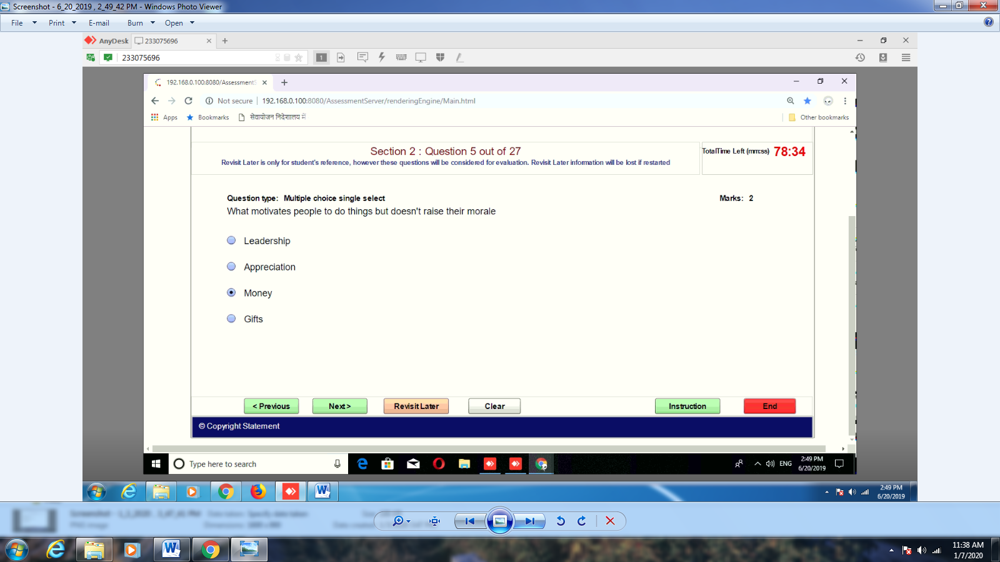 Screenshot - 6_20_2019 , 2_49_42 PM - Windows Photo Viewer
File Print E-mail Burn Open
AnyDesk 233075696
233075696 1
192.168.0.100:8080/AssessmentS
Not secure 192.168.0.100:8080/AssessmentServer/renderingEngine/Main.html
Apps Bookmarks सेवायोजन निदेशालय में Other bookmarks
Section 2 : Question 5 out of 27
Revisit Later is only for student's reference, however these questions will be considered for evaluation. Revisit Later information will be lost if restarted
TotalTime Left (mm:ss) 78:34
Question type: Multiple choice single select Marks: 2
What motivates people to do things but doesn't raise their morale
Leadership
Appreciation
Money
Gifts
< Previous Next > Revisit Later Clear Instruction End
© Copyright Statement
Type here to search ENG 2:49 PM
6/20/2019
2:49 PM
6/20/2019
11:38 AM
1/7/2020